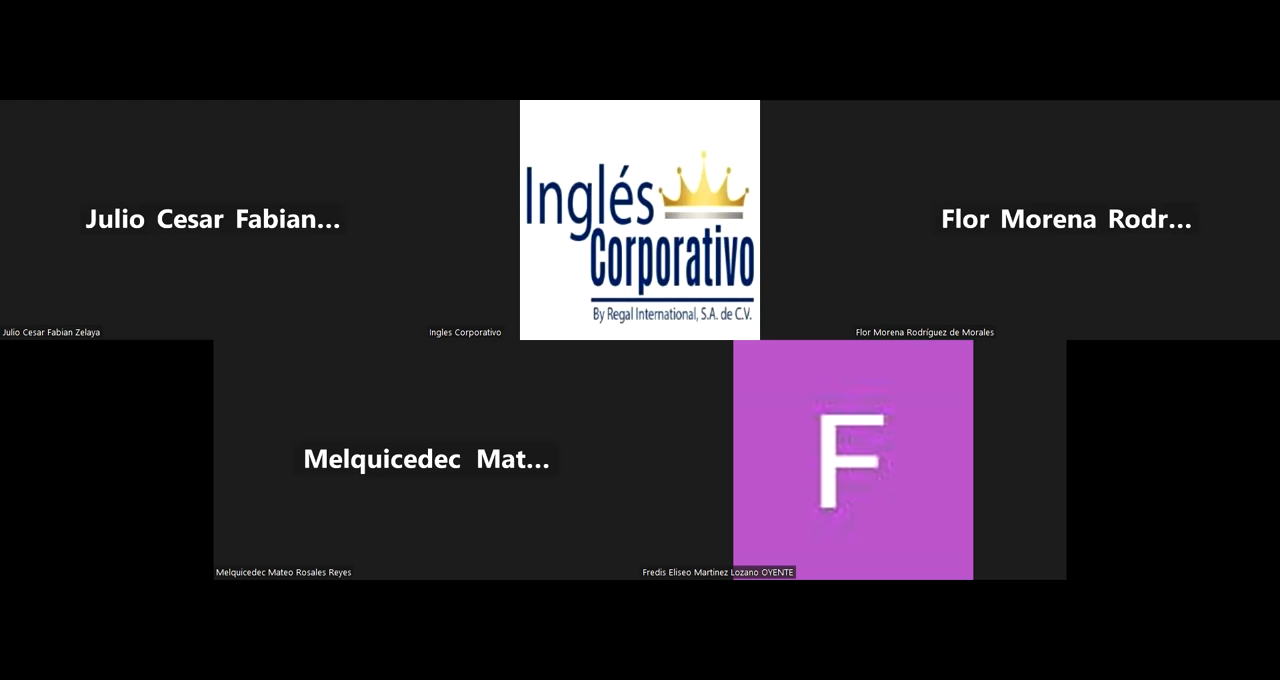 Julio Cesar Fabian...
Inglés
Corporativo
By Regal International, S.A. de C.V.
Flor Morena Rodr...
Julio Cesar Fabian Zelaya
Ingles Corporativo
Flor Morena Rodríguez de Morales
Melquicedec Mat...
F
Melquicedec Mateo Rosales Reyes
Fredis Eliseo Martinez Lozano OYENTE